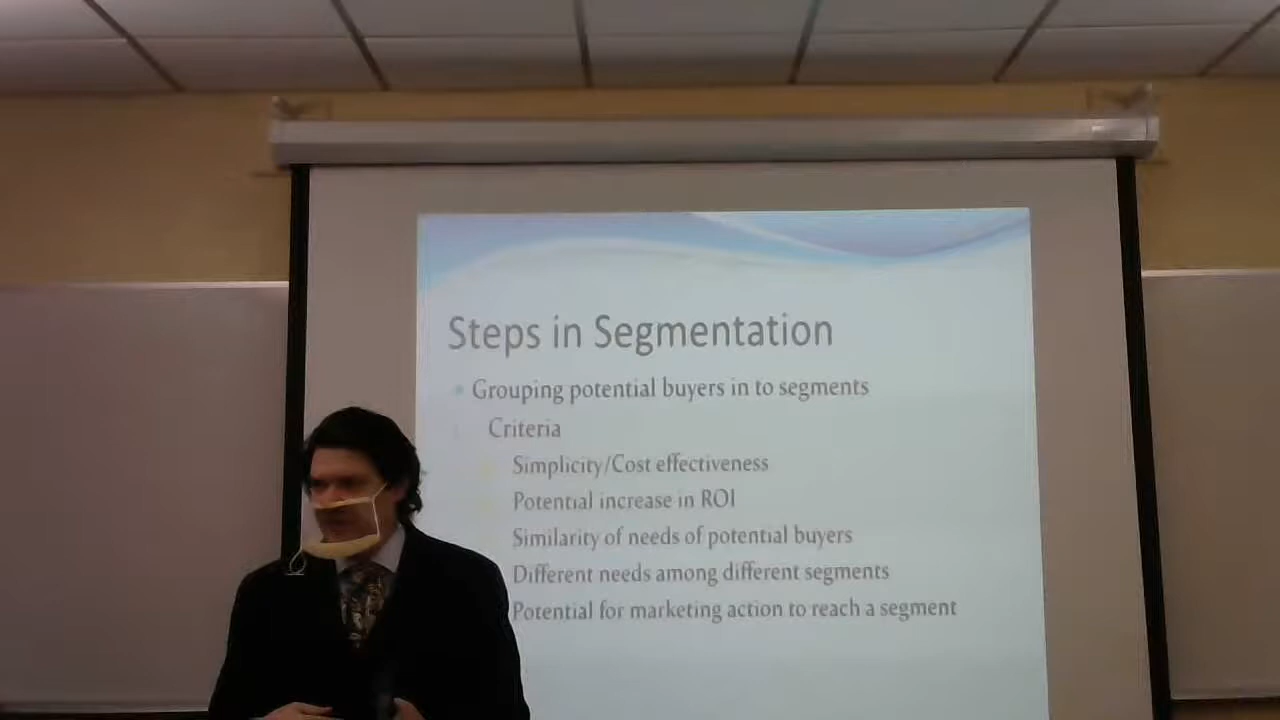 Steps in Segmentation
Grouping potential buyers in to segments
Criteria
Simplicity/Cost effectiveness
Potential increase in ROI
Similarity of needs of potential buyers
Different needs among different segments
Potential for marketing action to reach a segment